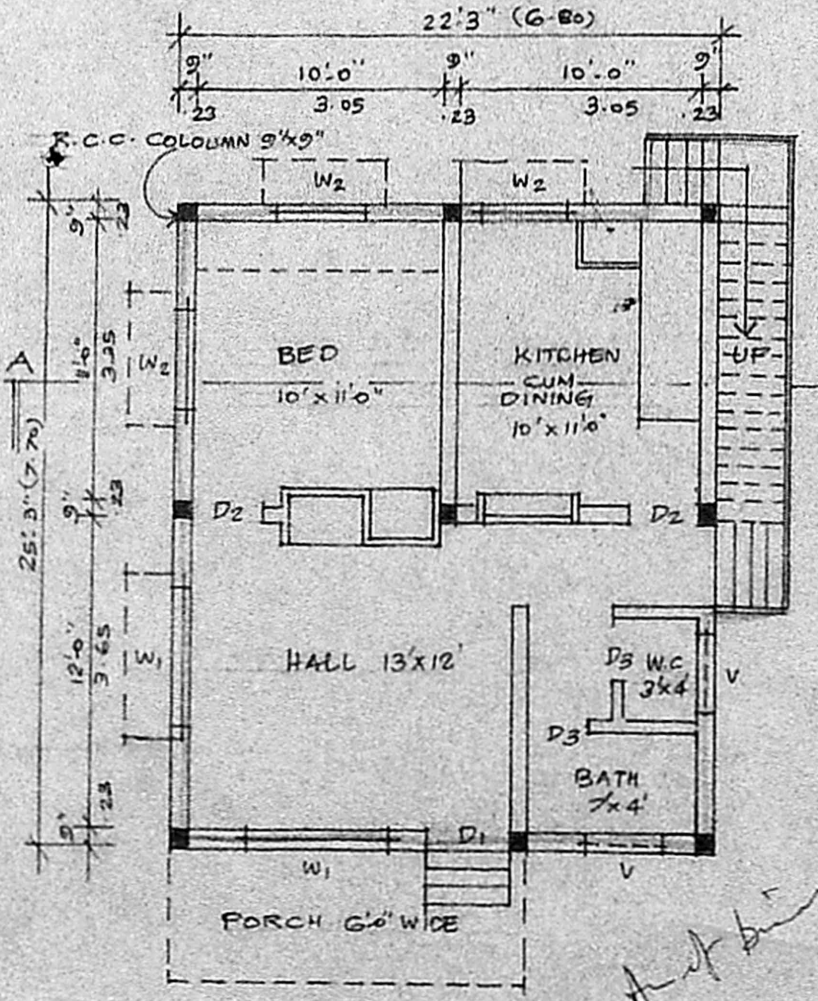 22'3" (6.80)
9" 10'-0" 9" 10'-0" 9"
.23 3.05 .23 3.05 .23
R.C.C. COLOUMN 9"x9"
W2 W2
9" .23
A
W2
11'-0" 3.35
BED
10' x 11'-0"
KITCHEN
CUM
DINING
10' x 11'-0"
UP
25'.3" (7.70)
9" .23
D2 D2
W1
12'-0" 3.65
HALL 13'x12'
D3 W.C
3'x4'
V
D3
BATH
7'x4'
9" .23
D1
W1 V
PORCH 6'-0" WIDE